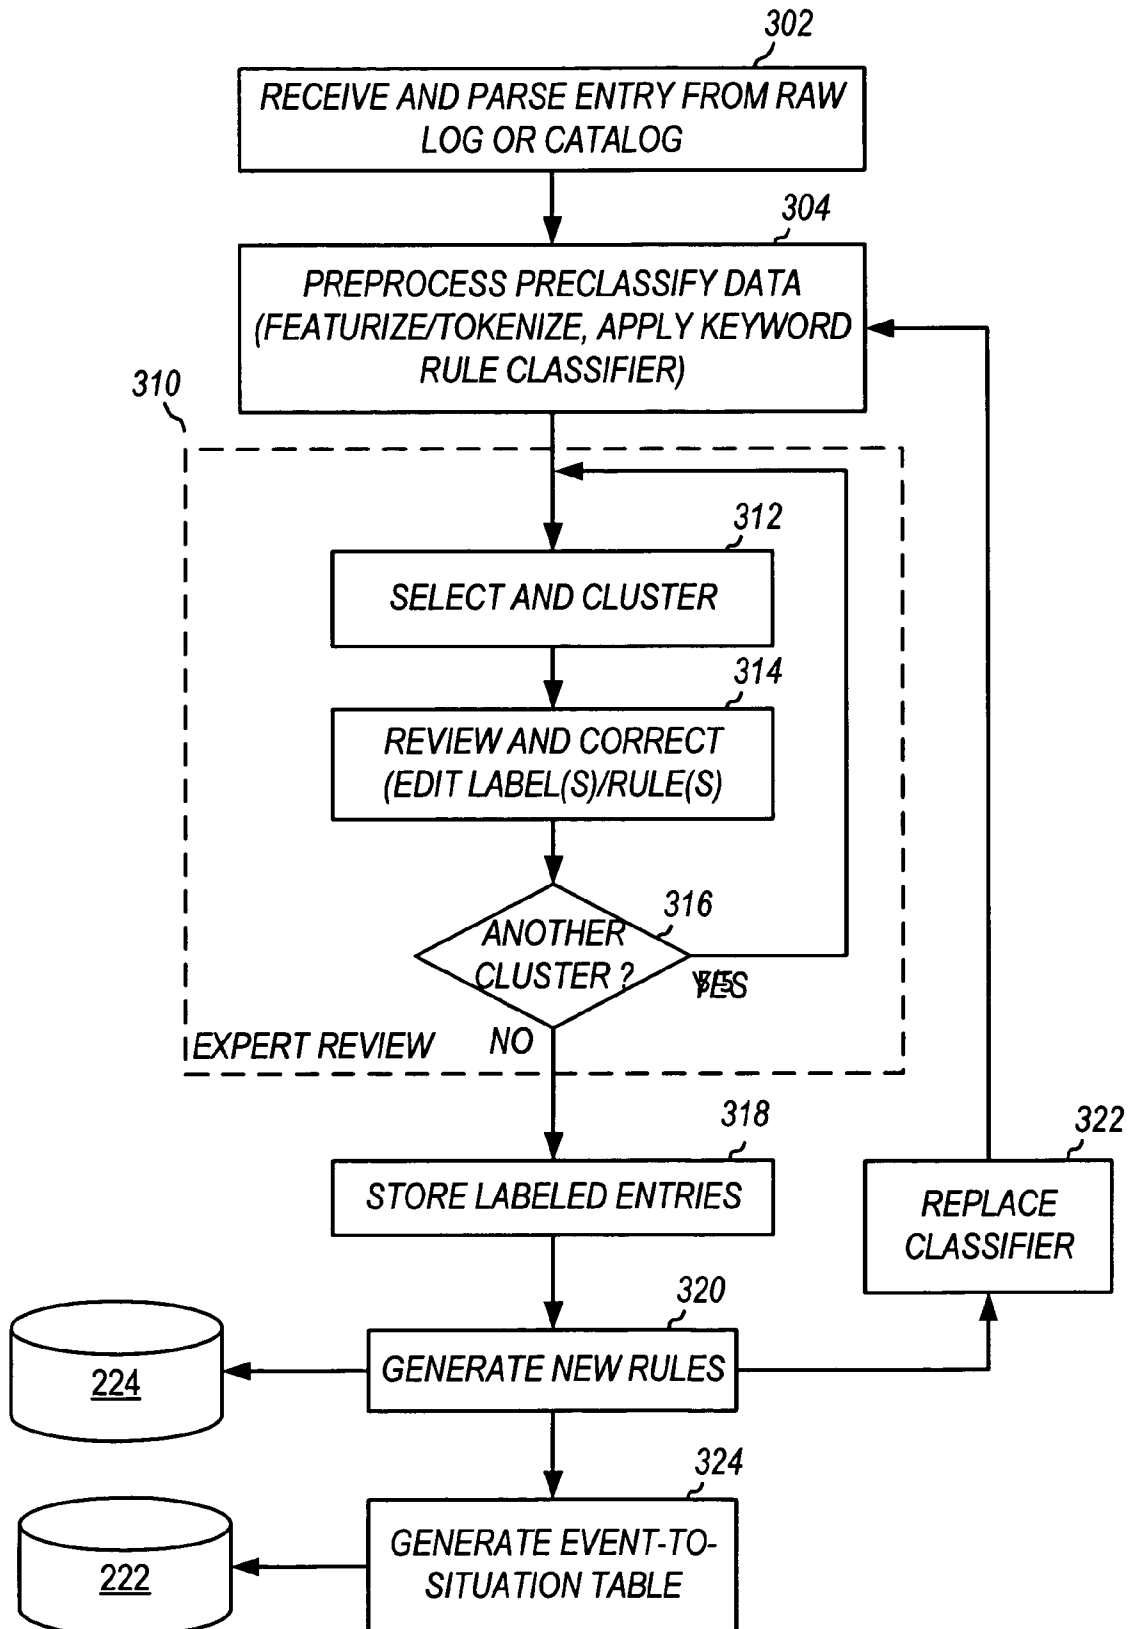 302
RECEIVE AND PARSE ENTRY FROM RAW
LOG OR CATALOG
304
PREPROCESS PRECLASSIFY DATA
(FEATURIZE/TOKENIZE, APPLY KEYWORD
RULE CLASSIFIER)
310
312
SELECT AND CLUSTER
314
REVIEW AND CORRECT
(EDIT LABEL(S)/RULE(S)
316
ANOTHER
CLUSTER ?
YES
NO
EXPERT REVIEW
318
STORE LABELED ENTRIES
322
REPLACE
CLASSIFIER
320
GENERATE NEW RULES
224
324
GENERATE EVENT-TO-
SITUATION TABLE
222